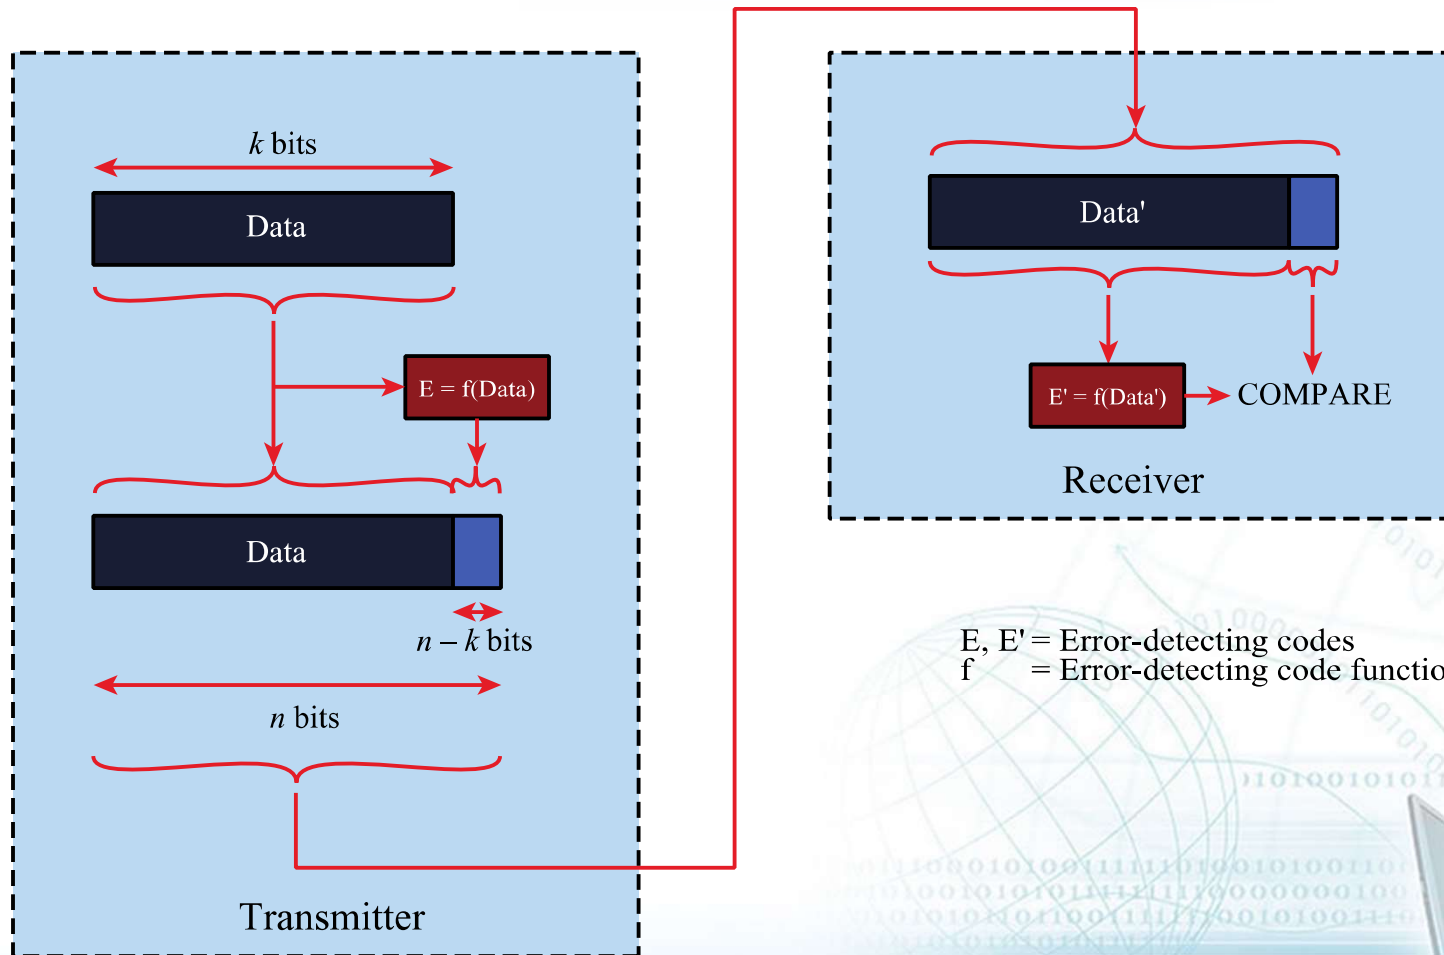 k bits
Data
E = f(Data)
Data
n – k bits
n bits
Transmitter
Data'
E' = f(Data')
COMPARE
Receiver
E, E' = Error-detecting codes
f = Error-detecting code functio